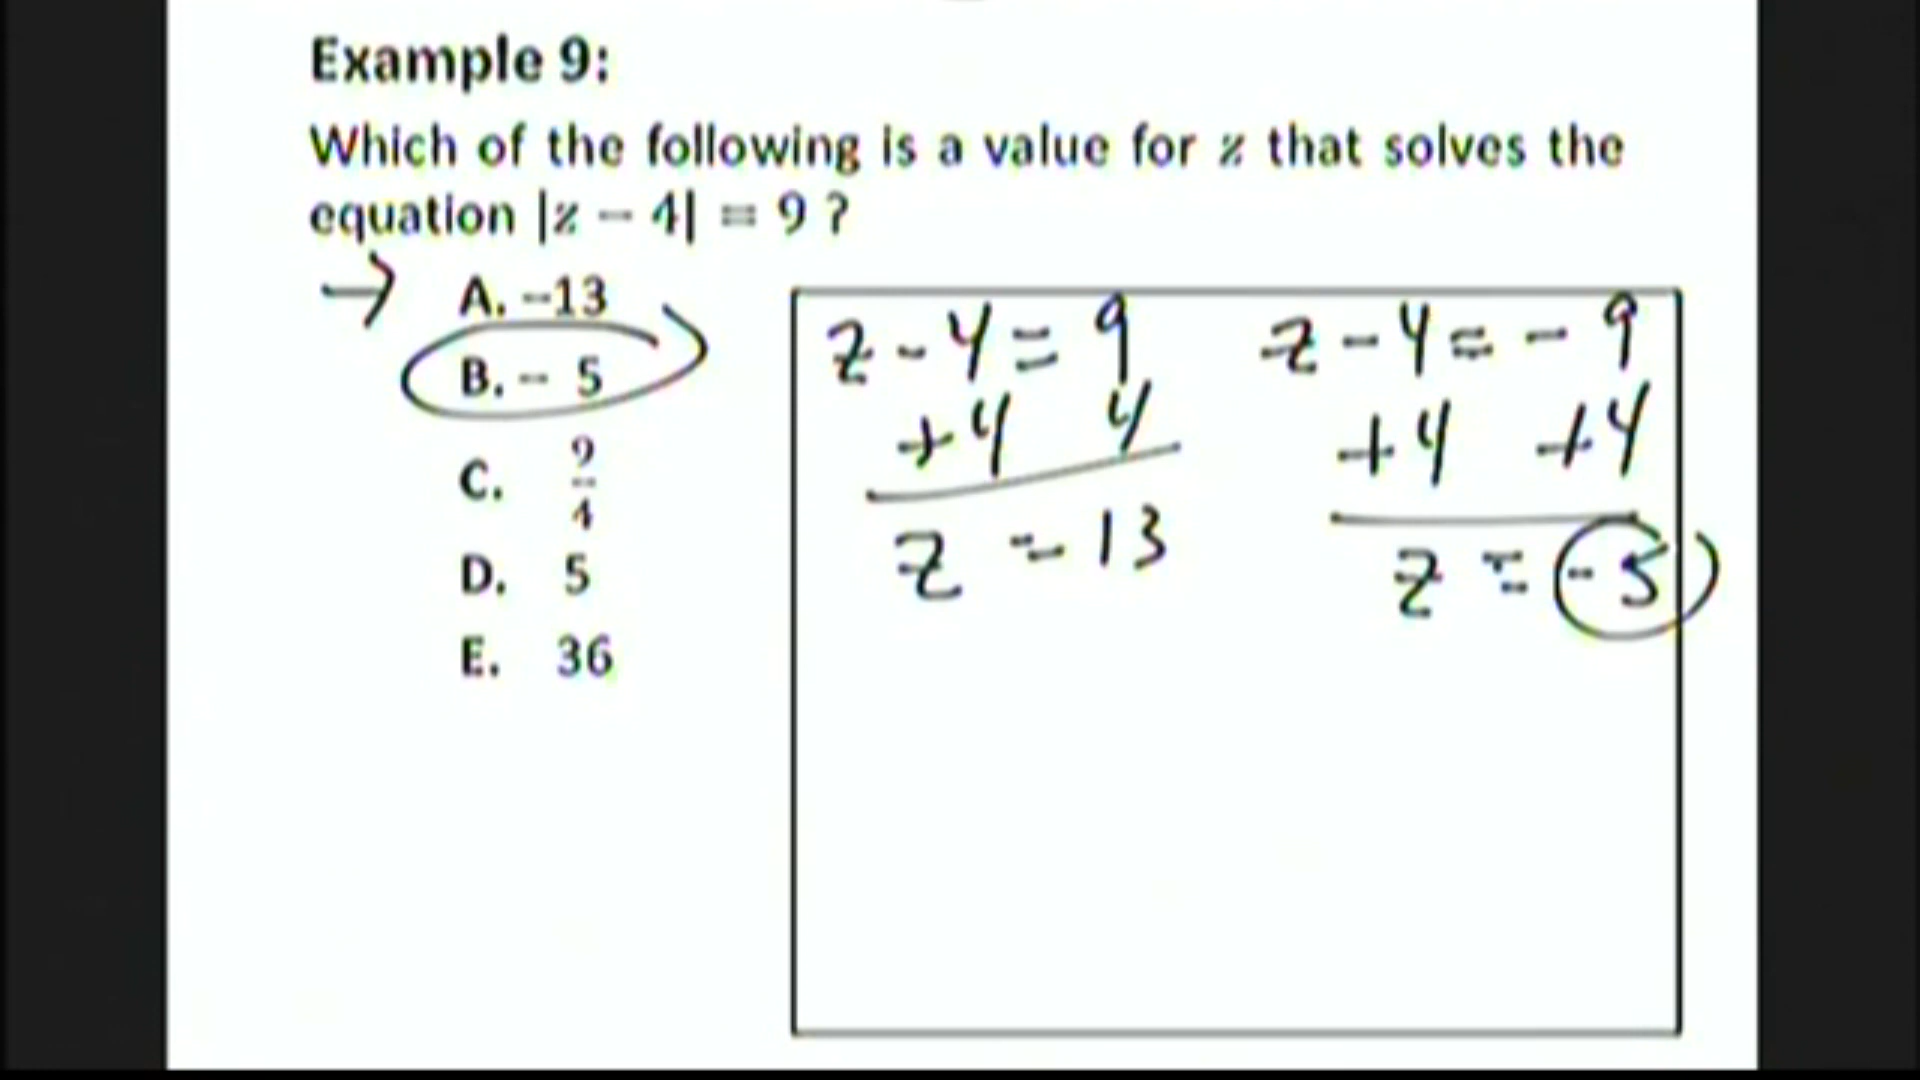 Example 9:
Which of the following is a value for z that solves the
equation |z − 4| = 9 ?
→ A. −13
B. − 5
C. 9/4
D. 5
E. 36
z - 4 = 9
+4 4
z = 13
z - 4 = - 9
+4 +4
z = -5